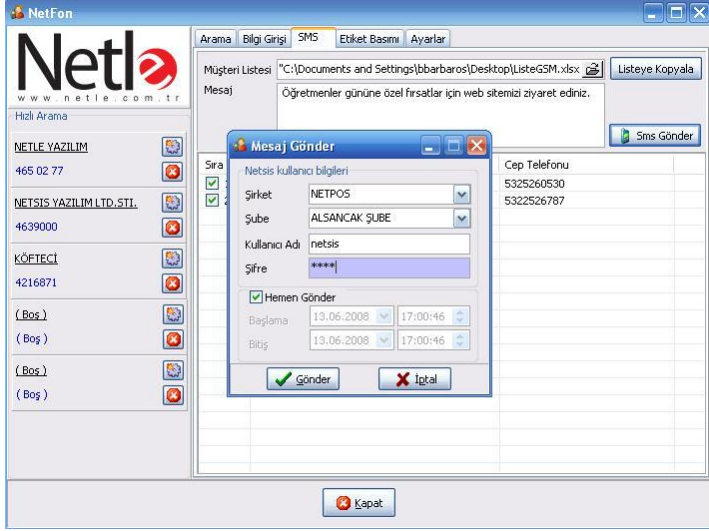 NetFon
Netle
www.netle.com.tr
Hızlı Arama
NETLE YAZILIM
465 02 77
NETSIS YAZILIM LTD.STI.
4639000
KÖFTECİ
4216871
( Boş )
( Boş )
( Boş )
( Boş )
Arama Bilgi Girişi SMS Etiket Basımı Ayarlar
Müşteri Listesi "C:\Documents and Settings\bbarbaros\Desktop\ListeGSM.xlsx Listeye Kopyala
Mesaj Öğretmenler gününe özel fırsatlar için web sitemizi ziyaret ediniz.
Sms Gönder
Sıra Cep Telefonu
5325260530
5322526787
Mesaj Gönder
Netsis kullanıcı bilgileri
Şirket NETPOS
Şube ALSANCAK ŞUBE
Kullanıcı Adı netsis
Şifre ****
Hemen Gönder
Başlama 13.06.2008 17:00:46
Bitiş 13.06.2008 17:00:46
Gönder İptal
Kapat